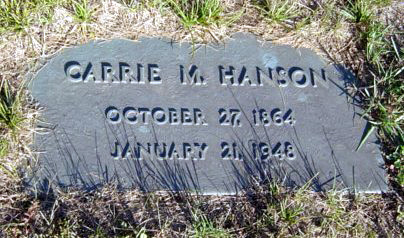 CARRIE M. HANSON
OCTOBER 27, 1864
JANUARY 21, 1948